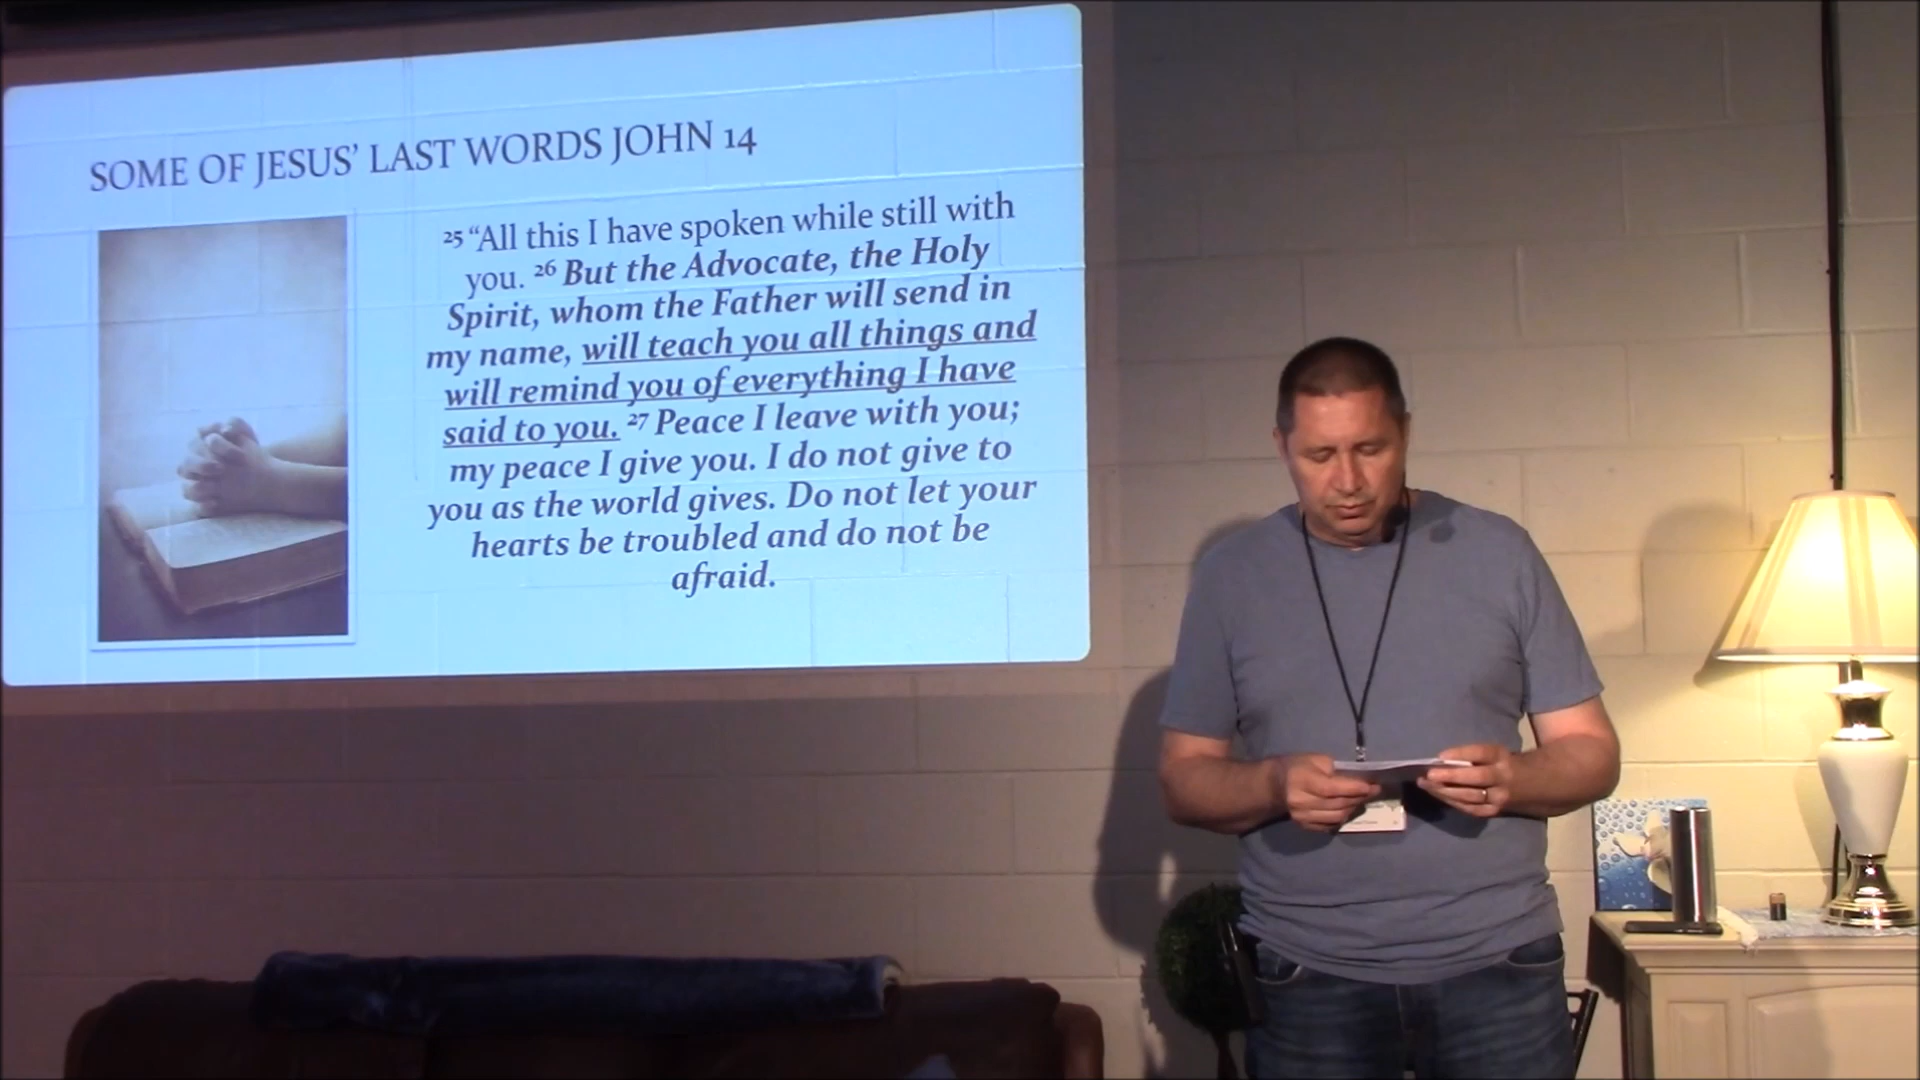 SOME OF JESUS’ LAST WORDS JOHN 14
25 “All this I have spoken while still with
you. 26 But the Advocate, the Holy
Spirit, whom the Father will send in
my name, will teach you all things and
will remind you of everything I have
said to you. 27 Peace I leave with you;
my peace I give you. I do not give to
you as the world gives. Do not let your
hearts be troubled and do not be
afraid.